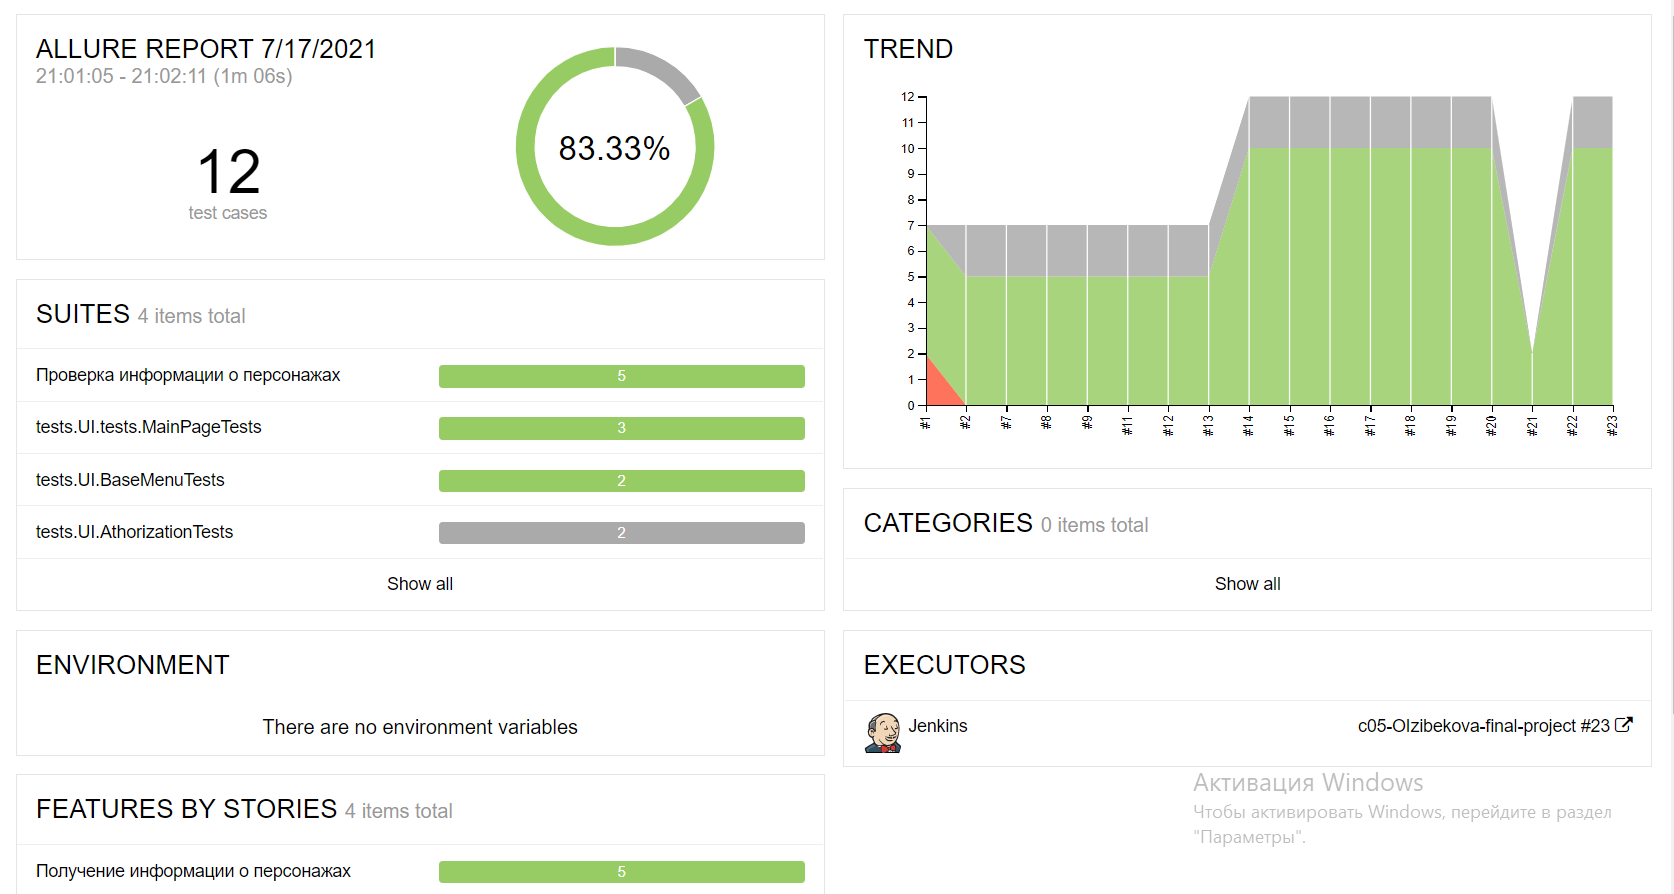 ALLURE REPORT 7/17/2021
21:01:05 - 21:02:11 (1m 06s)
12
test cases
83.33%
SUITES 4 items total
Проверка информации о персонажах 5
tests.UI.tests.MainPageTests 3
tests.UI.BaseMenuTests 2
tests.UI.AthorizationTests 2
Show all
ENVIRONMENT
There are no environment variables
FEATURES BY STORIES 4 items total
Получение информации о персонажах 5
TREND
12
11
10
9
8
7
6
5
4
3
2
1
0
#1 #2 #7 #8 #9 #11 #12 #13 #14 #15 #16 #17 #18 #19 #20 #21 #22 #23
CATEGORIES 0 items total
Show all
EXECUTORS
Jenkins c05-Olzibekova-final-project #23
Активация Windows
Чтобы активировать Windows, перейдите в раздел
"Параметры".